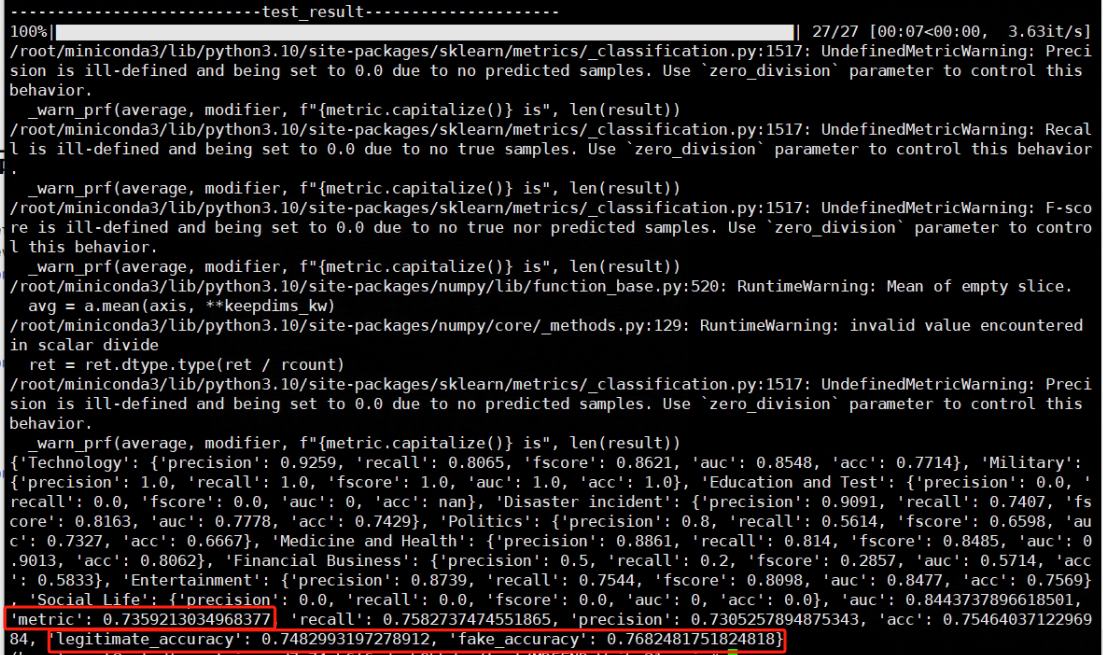 --------------------------test_result--------------------
100%|██████████| 27/27 [00:07<00:00,  3.63it/s]
/root/miniconda3/lib/python3.10/site-packages/sklearn/metrics/_classification.py:1517: UndefinedMetricWarning: Preci
sion is ill-defined and being set to 0.0 due to no predicted samples. Use `zero_division` parameter to control this
behavior.
  _warn_prf(average, modifier, f"{metric.capitalize()} is", len(result))
/root/miniconda3/lib/python3.10/site-packages/sklearn/metrics/_classification.py:1517: UndefinedMetricWarning: Recal
l is ill-defined and being set to 0.0 due to no true samples. Use `zero_division` parameter to control this behavior
.
  _warn_prf(average, modifier, f"{metric.capitalize()} is", len(result))
/root/miniconda3/lib/python3.10/site-packages/sklearn/metrics/_classification.py:1517: UndefinedMetricWarning: F-sco
re is ill-defined and being set to 0.0 due to no true nor predicted samples. Use `zero_division` parameter to contro
l this behavior.
  _warn_prf(average, modifier, f"{metric.capitalize()} is", len(result))
/root/miniconda3/lib/python3.10/site-packages/numpy/lib/function_base.py:520: RuntimeWarning: Mean of empty slice.
  avg = a.mean(axis, **keepdims_kw)
/root/miniconda3/lib/python3.10/site-packages/numpy/core/_methods.py:129: RuntimeWarning: invalid value encountered
in scalar divide
  ret = ret.dtype.type(ret / rcount)
/root/miniconda3/lib/python3.10/site-packages/sklearn/metrics/_classification.py:1517: UndefinedMetricWarning: Preci
sion is ill-defined and being set to 0.0 due to no predicted samples. Use `zero_division` parameter to control this
behavior.
  _warn_prf(average, modifier, f"{metric.capitalize()} is", len(result))
{'Technology': {'precision': 0.9259, 'recall': 0.8065, 'fscore': 0.8621, 'auc': 0.8548, 'acc': 0.7714}, 'Military':
{'precision': 1.0, 'recall': 1.0, 'fscore': 1.0, 'auc': 1.0, 'acc': 1.0}, 'Education and Test': {'precision': 0.0, '
recall': 0.0, 'fscore': 0.0, 'auc': 0, 'acc': nan}, 'Disaster incident': {'precision': 0.9091, 'recall': 0.7407, 'fs
core': 0.8163, 'auc': 0.7778, 'acc': 0.7429}, 'Politics': {'precision': 0.8, 'recall': 0.5614, 'fscore': 0.6598, 'au
c': 0.7327, 'acc': 0.6667}, 'Medicine and Health': {'precision': 0.8861, 'recall': 0.814, 'fscore': 0.8485, 'auc': 0
.9013, 'acc': 0.8062}, 'Financial Business': {'precision': 0.5, 'recall': 0.2, 'fscore': 0.2857, 'auc': 0.5714, 'acc
': 0.5833}, 'Entertainment': {'precision': 0.8739, 'recall': 0.7544, 'fscore': 0.8098, 'auc': 0.8477, 'acc': 0.7569}
, 'Social Life': {'precision': 0.0, 'recall': 0.0, 'fscore': 0.0, 'auc': 0, 'acc': 0.0}, 'auc': 0.8443737896618501,
'metric': 0.7359213034968377, 'recall': 0.7582737474551865, 'precision': 0.7305257894875343, 'acc': 0.75464037122969
84, 'legitimate_accuracy': 0.7482993197278912, 'fake_accuracy': 0.7682481751824818}